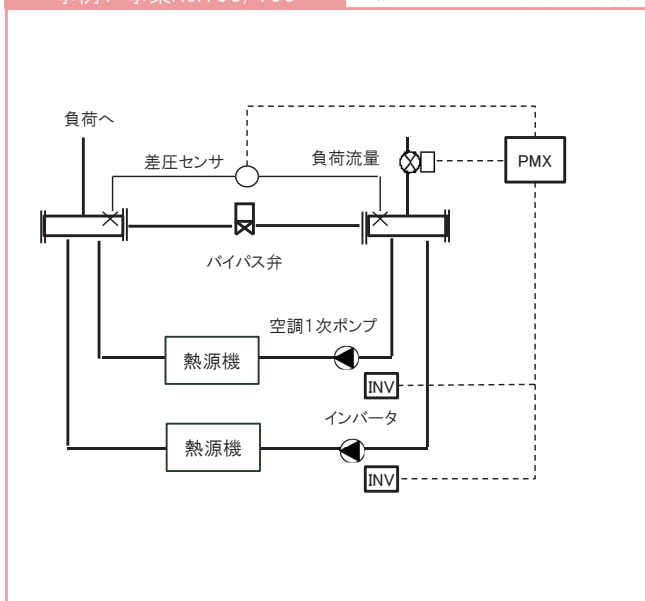 負荷へ
差圧センサ
負荷流量
PMX
バイパス弁
空調1次ポンプ
熱源機
INV
インバータ
熱源機
INV